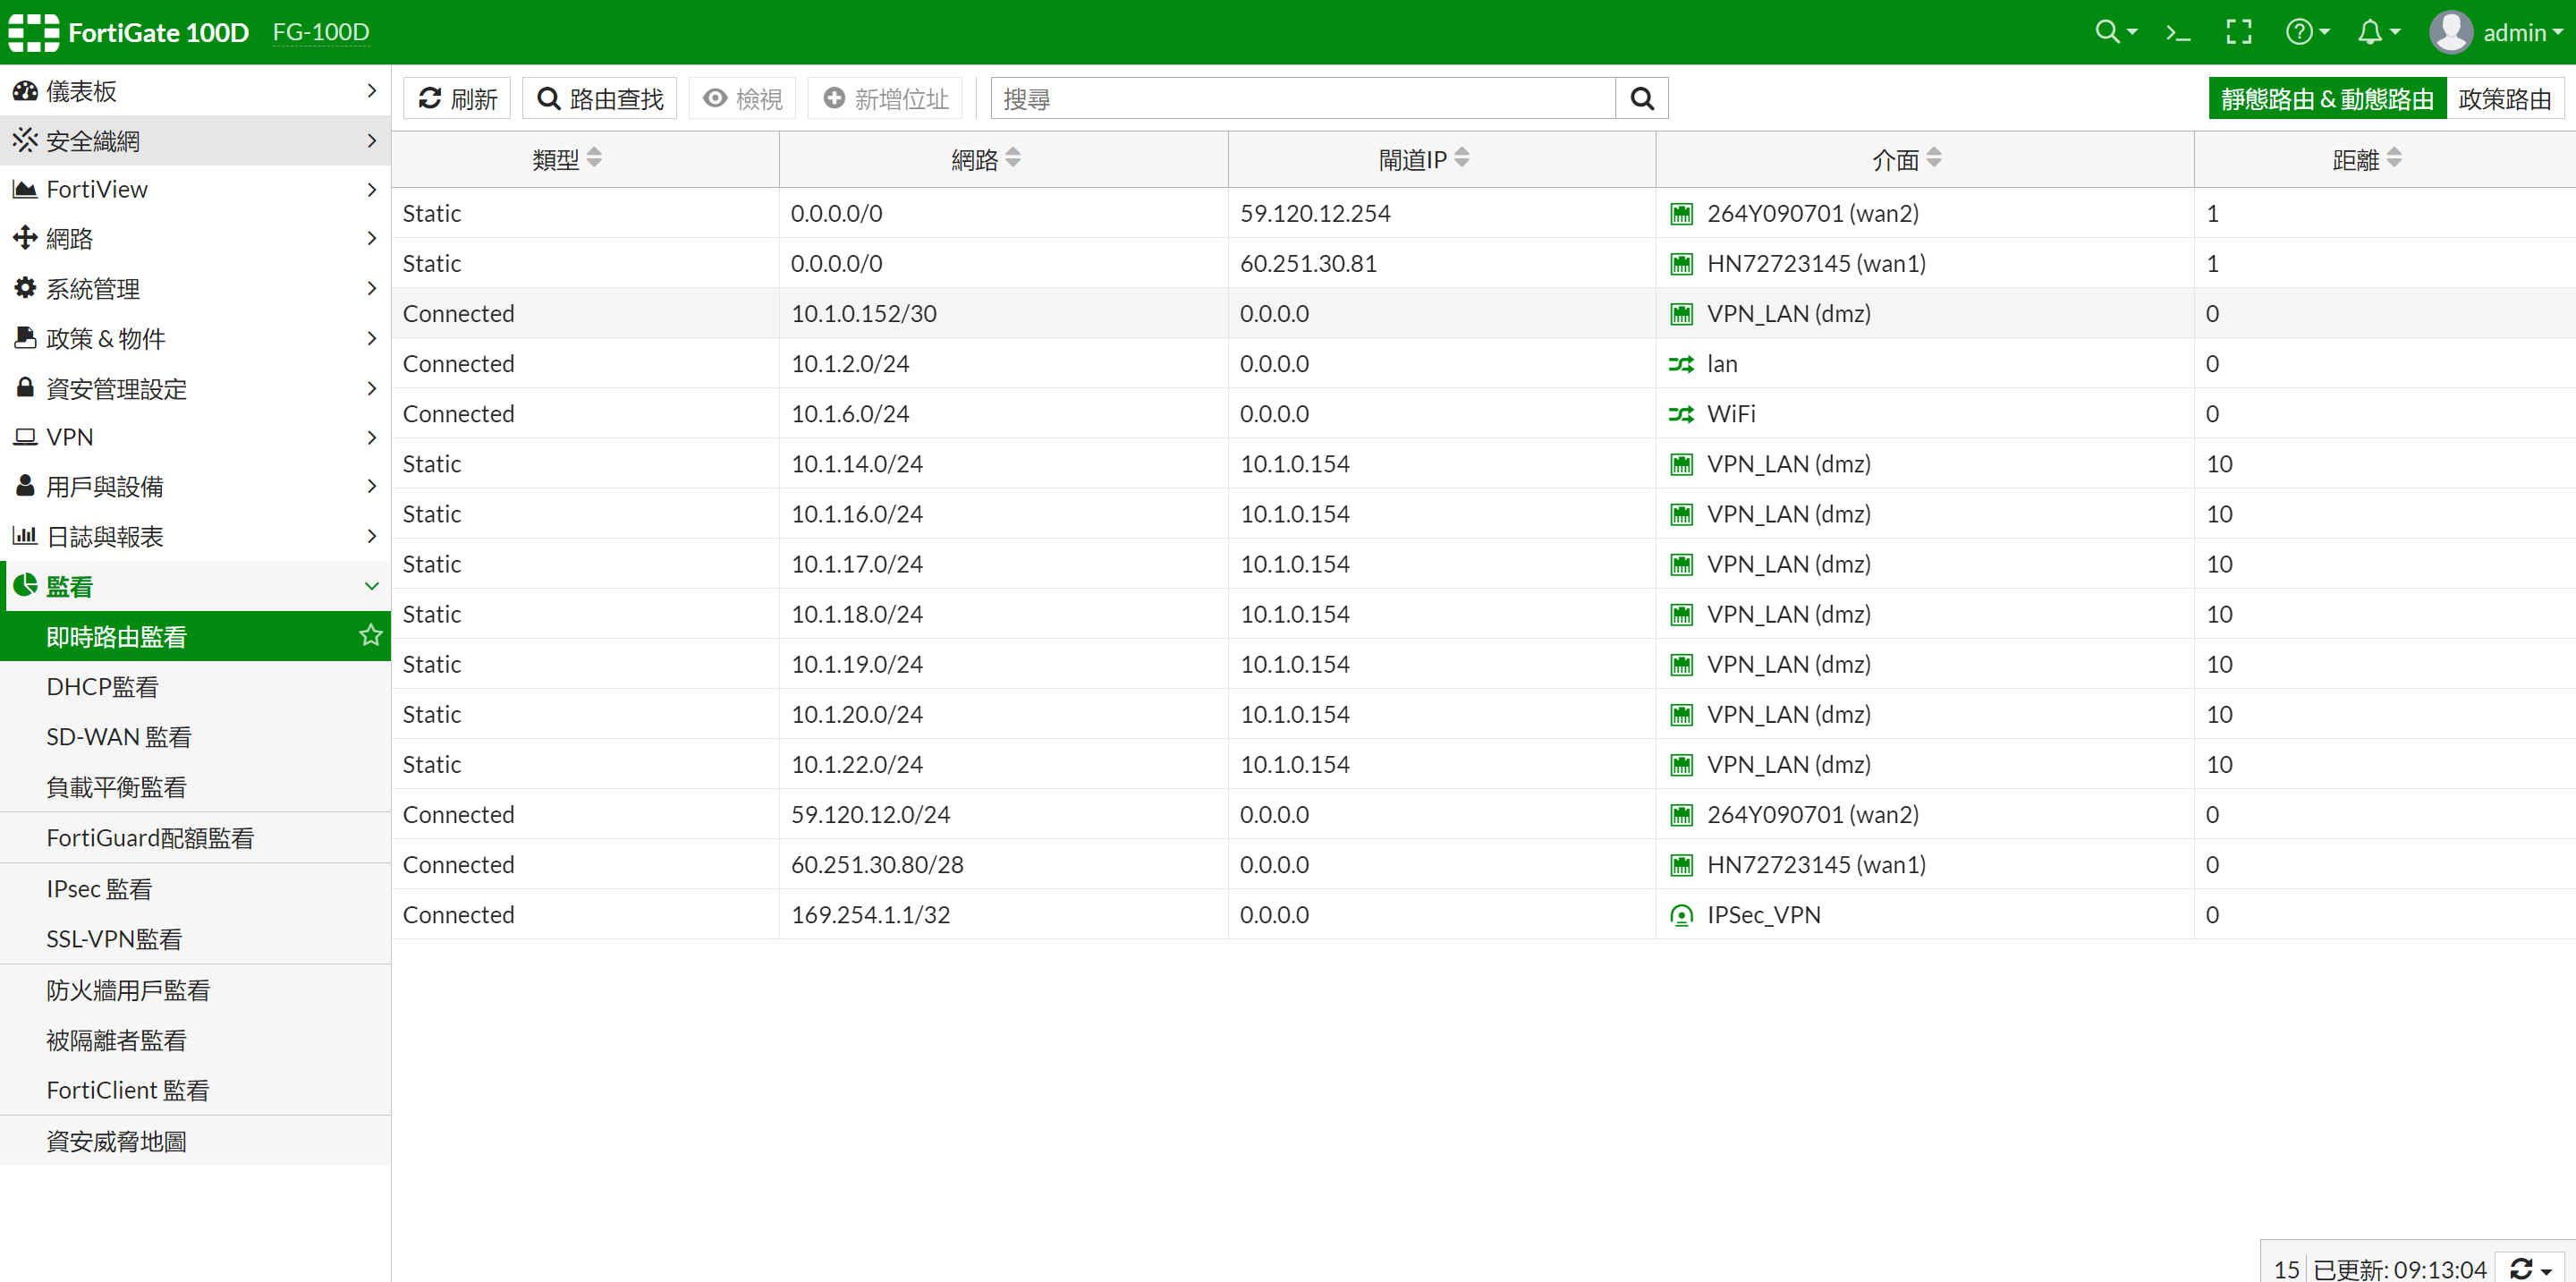 FortiGate 100D FG-100D admin
儀表板
安全織網
FortiView
網路
系統管理
政策 & 物件
資安管理設定
VPN
用戶與設備
日誌與報表
監看
即時路由監看
DHCP監看
SD-WAN 監看
負載平衡監看
FortiGuard配額監看
IPsec 監看
SSL-VPN監看
防火牆用戶監看
被隔離者監看
FortiClient 監看
資安威脅地圖
刷新 路由查找 檢視 新增位址 搜尋 靜態路由 & 動態路由 政策路由
類型 網路 閘道IP 介面 距離
Static 0.0.0.0/0 59.120.12.254 264Y090701 (wan2) 1
Static 0.0.0.0/0 60.251.30.81 HN72723145 (wan1) 1
Connected 10.1.0.152/30 0.0.0.0 VPN_LAN (dmz) 0
Connected 10.1.2.0/24 0.0.0.0 lan 0
Connected 10.1.6.0/24 0.0.0.0 WiFi 0
Static 10.1.14.0/24 10.1.0.154 VPN_LAN (dmz) 10
Static 10.1.16.0/24 10.1.0.154 VPN_LAN (dmz) 10
Static 10.1.17.0/24 10.1.0.154 VPN_LAN (dmz) 10
Static 10.1.18.0/24 10.1.0.154 VPN_LAN (dmz) 10
Static 10.1.19.0/24 10.1.0.154 VPN_LAN (dmz) 10
Static 10.1.20.0/24 10.1.0.154 VPN_LAN (dmz) 10
Static 10.1.22.0/24 10.1.0.154 VPN_LAN (dmz) 10
Connected 59.120.12.0/24 0.0.0.0 264Y090701 (wan2) 0
Connected 60.251.30.80/28 0.0.0.0 HN72723145 (wan1) 0
Connected 169.254.1.1/32 0.0.0.0 IPSec_VPN 0
15 已更新: 09:13:04